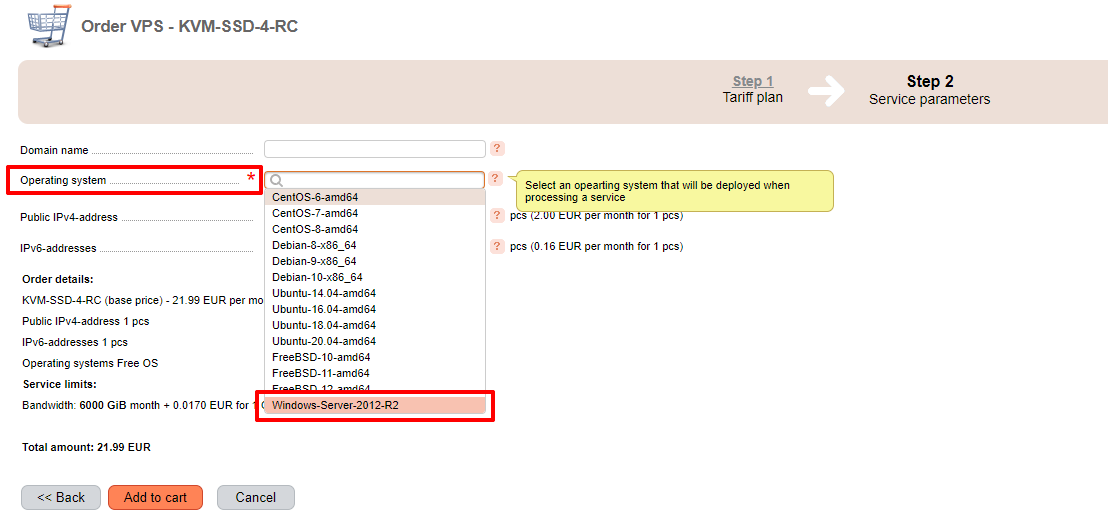 Order VPS - KVM-SSD-4-RC
Step 1
Tariff plan
Step 2
Service parameters
Domain name
?
Operating system
*
?
Select an opearting system that will be deployed when
processing a service
CentOS-6-amd64
CentOS-7-amd64
CentOS-8-amd64
Debian-8-x86_64
Debian-9-x86_64
Debian-10-x86_64
Ubuntu-14.04-amd64
Ubuntu-16.04-amd64
Ubuntu-18.04-amd64
Ubuntu-20.04-amd64
FreeBSD-10-amd64
FreeBSD-11-amd64
FreeBSD-12-amd64
Windows-Server-2012-R2
Public IPv4-address
? pcs (2.00 EUR per month for 1 pcs)
IPv6-addresses
? pcs (0.16 EUR per month for 1 pcs)
Order details:
KVM-SSD-4-RC (base price) - 21.99 EUR per mo
Public IPv4-address 1 pcs
IPv6-addresses 1 pcs
Operating systems Free OS
Service limits:
Bandwidth: 6000 GiB month + 0.0170 EUR for 1
Total amount: 21.99 EUR
<< Back
Add to cart
Cancel